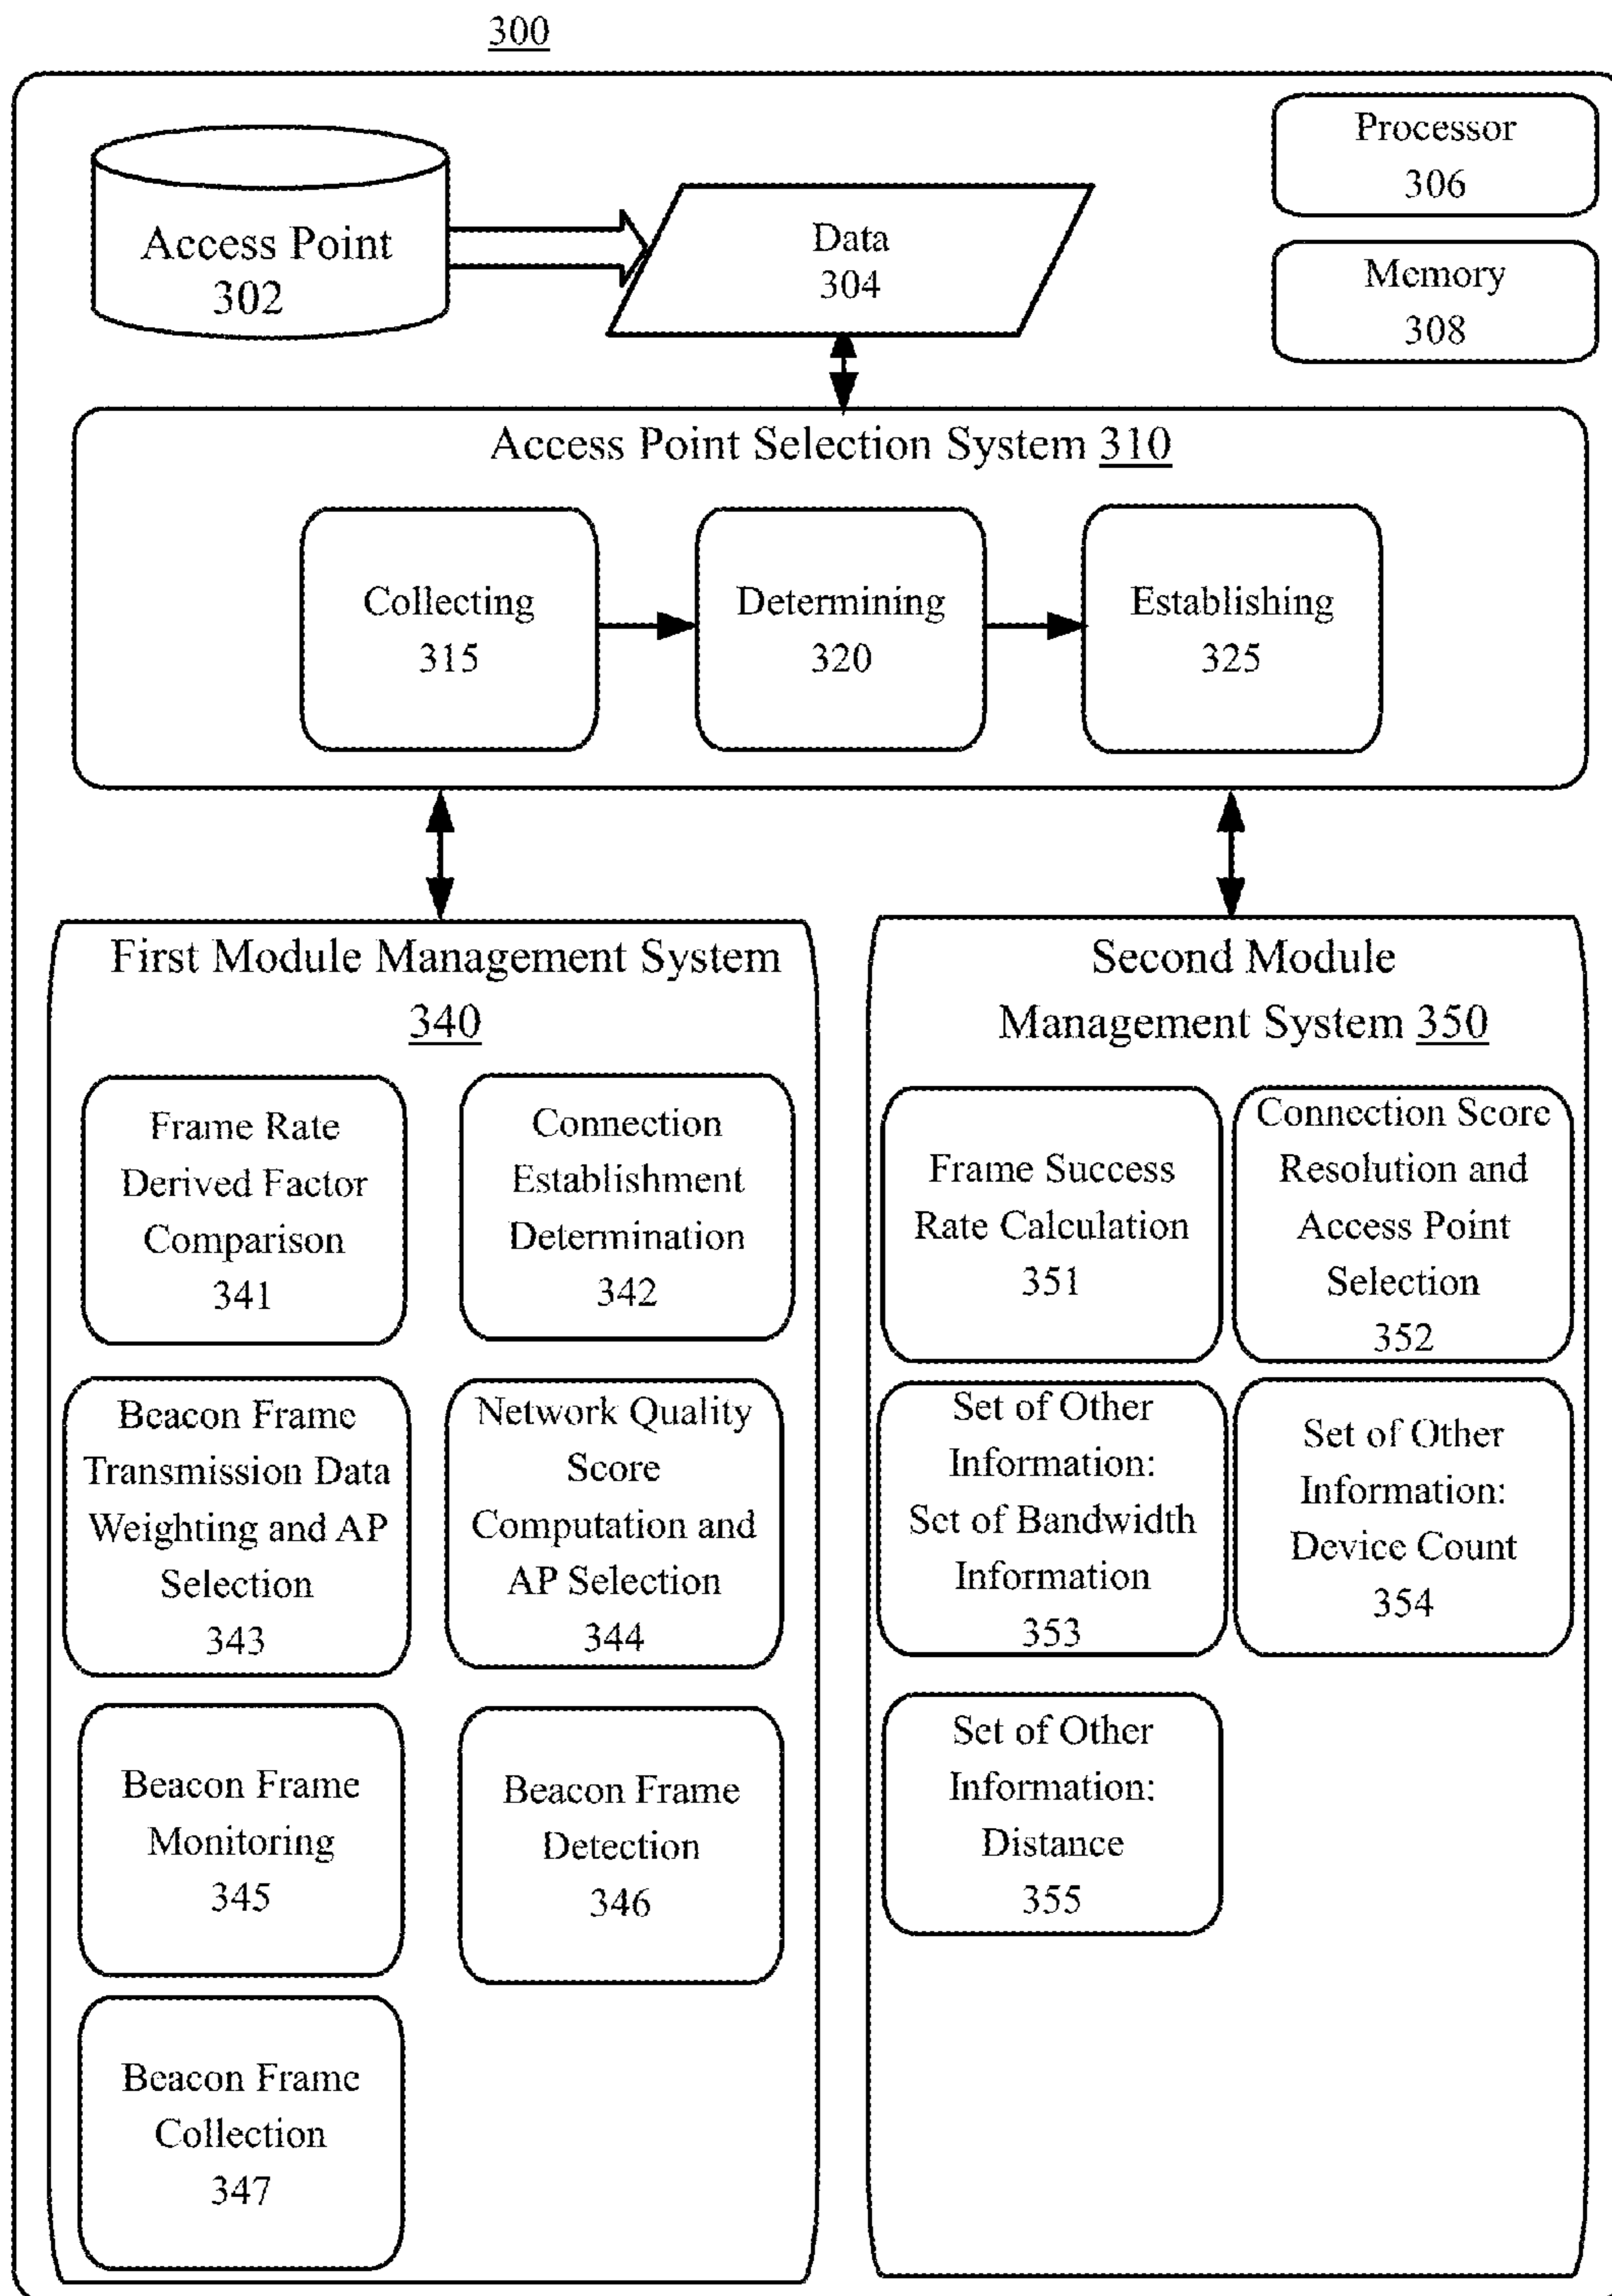 300
Processor
306
Access Point
302
Data
304
Memory
308
Access Point Selection System 310
Collecting
315
Determining
320
Establishing
325
First Module Management System
340
Frame Rate
Derived Factor
Comparison
341
Connection
Establishment
Determination
342
Beacon Frame
Transmission Data
Weighting and AP
Selection
343
Network Quality
Score
Computation and
AP Selection
344
Beacon Frame
Monitoring
345
Beacon Frame
Detection
346
Beacon Frame
Collection
347
Second Module
Management System 350
Frame Success
Rate Calculation
351
Connection Score
Resolution and
Access Point
Selection
352
Set of Other
Information:
Set of Bandwidth
Information
353
Set of Other
Information:
Device Count
354
Set of Other
Information:
Distance
355